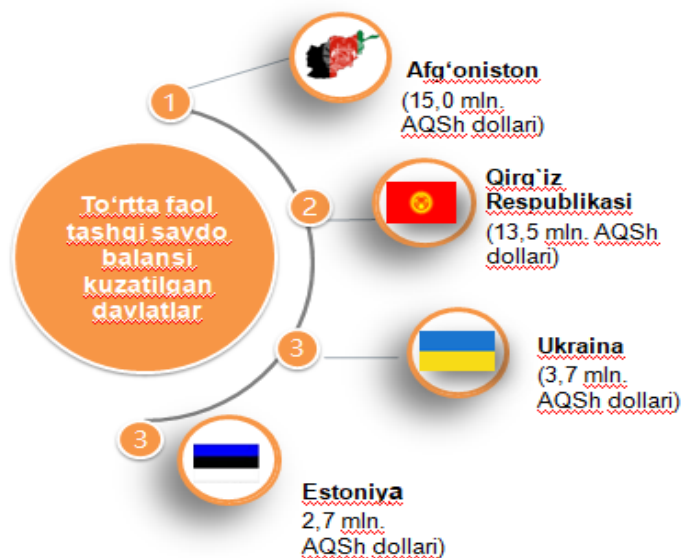 1
Afg‘oniston
(15,0 mln.
AQSh dollari)
To‘rtta faol
tashqi savdo
balansi
kuzatilgan
davlatlar
2
Qirg`iz
Respublikasi
(13,5 mln. AQSh
dollari)
3
Ukraina
(3,7 mln.
AQSh dollari)
3
Estoniya
2,7 mln.
AQSh dollari)